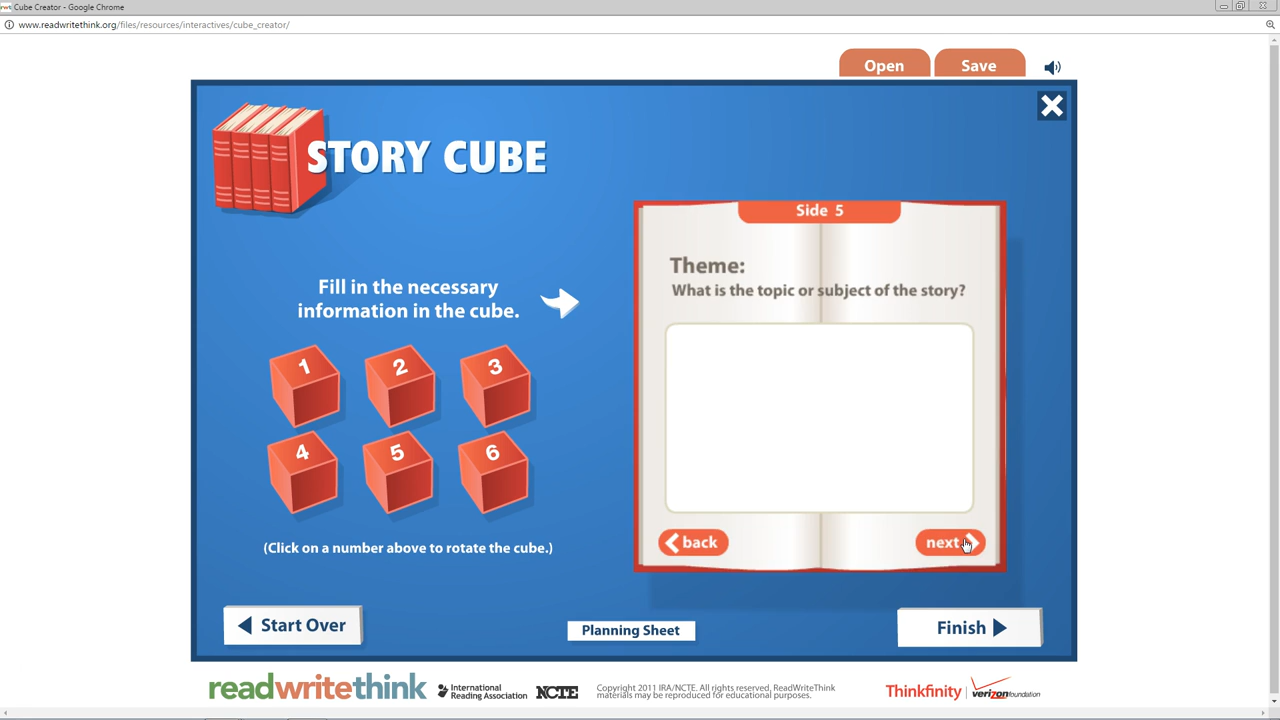 Cube Creator - Google Chrome
www.readwritethink.org/files/resources/interactives/cube_creator/
Open
Save
STORY CUBE
Side 5
Theme:
What is the topic or subject of the story?
Fill in the necessary
information in the cube.
1
2
3
4
5
6
(Click on a number above to rotate the cube.)
back
next
Start Over
Planning Sheet
Finish
readwritethink
International
Reading Association
NCTE
Copyright 2011 IRA/NCTE. All rights reserved, ReadWriteThink
materials may be reproduced for educational purposes.
Thinkfinity
verizonfoundation